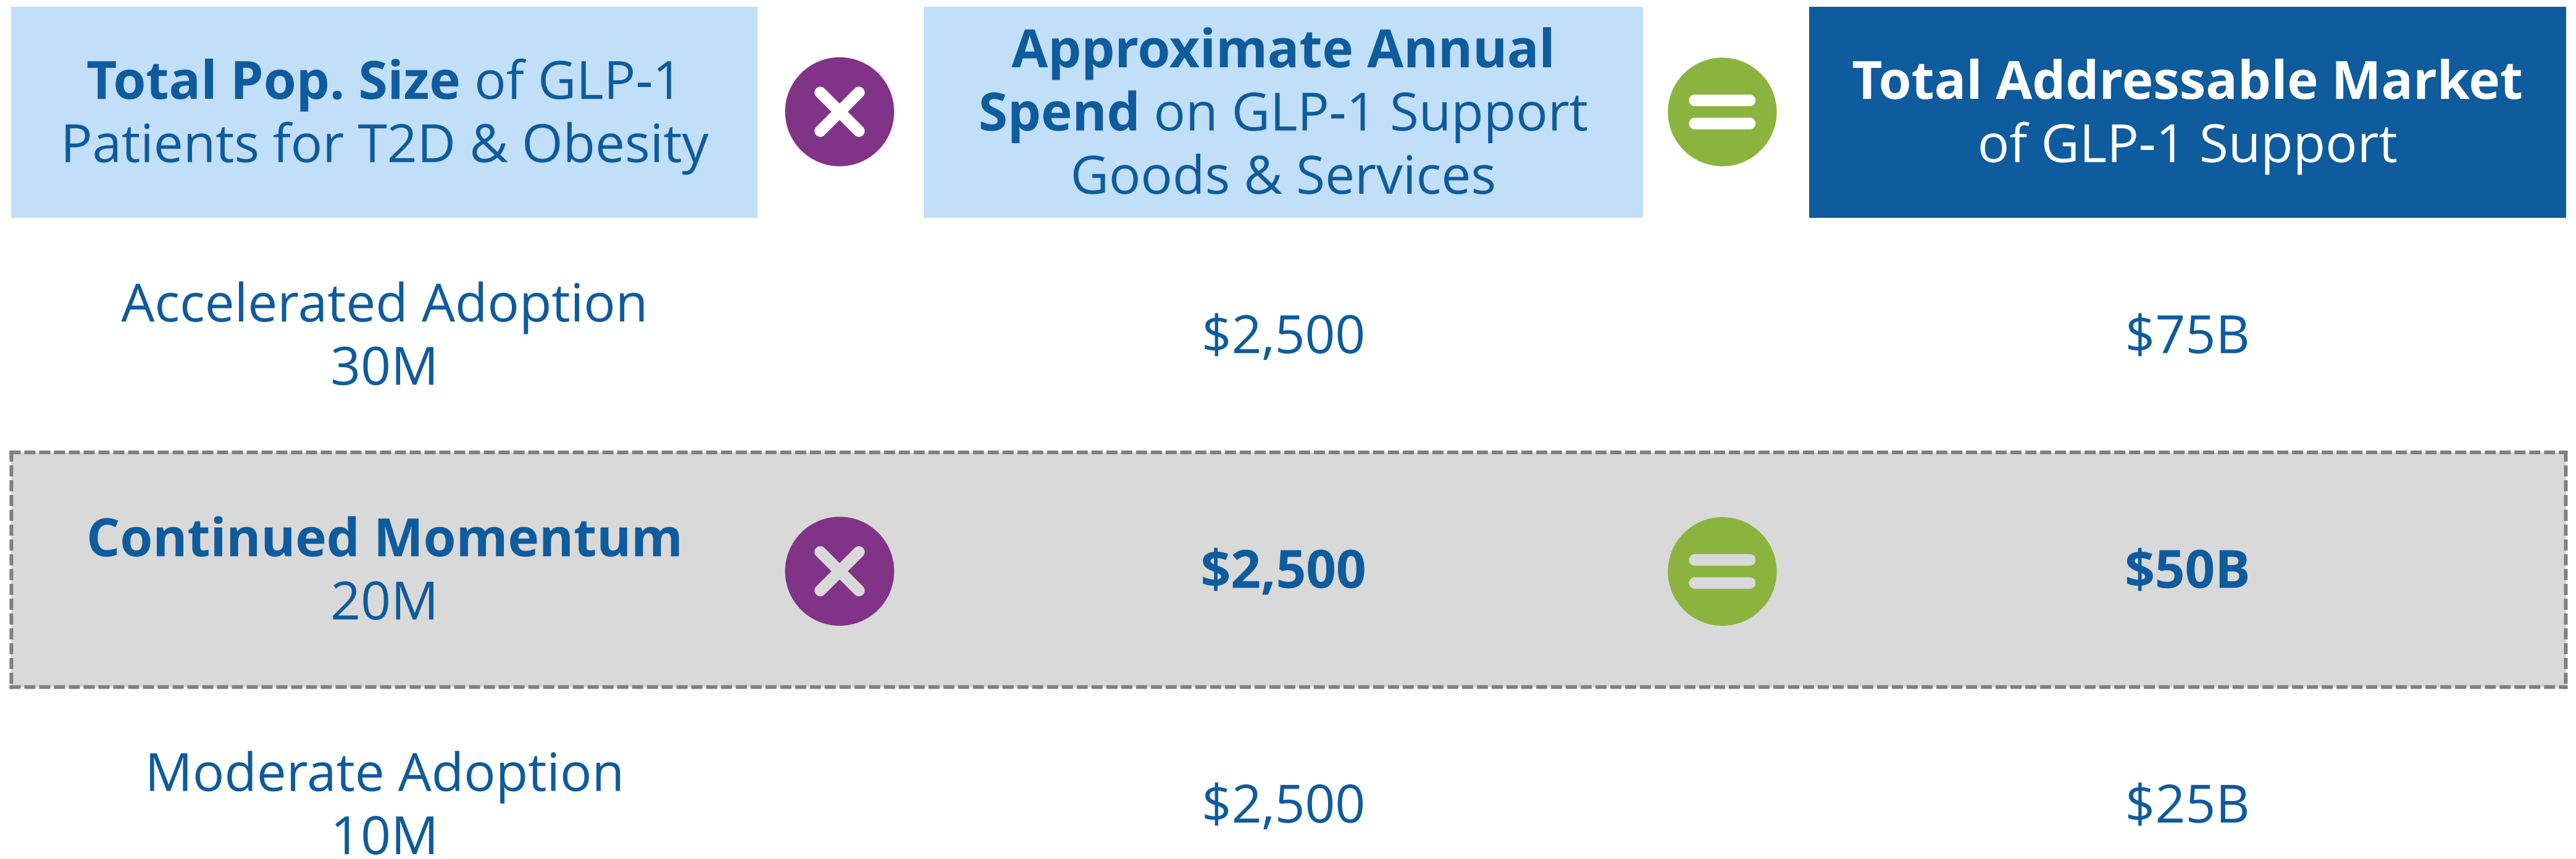 Total Pop. Size of GLP-1
Patients for T2D & Obesity
Approximate Annual
Spend on GLP-1 Support
Goods & Services
Total Addressable Market
of GLP-1 Support
Accelerated Adoption
30M
$2,500
$75B
Continued Momentum
20M
$2,500
$50B
Moderate Adoption
10M
$2,500
$25B